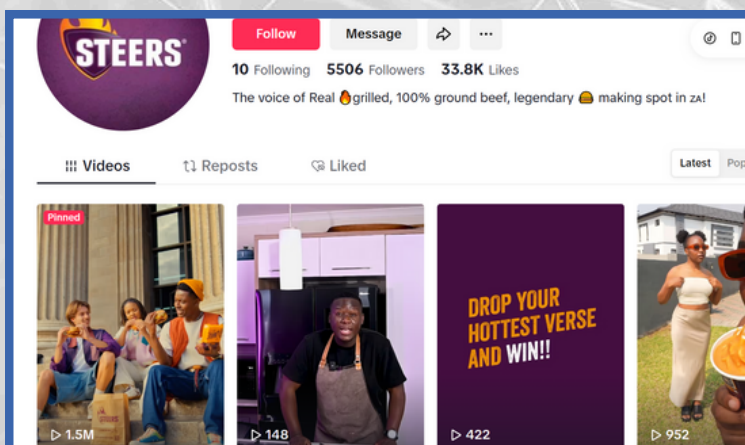 STEERS®
Follow Message
10 Following 5506 Followers 33.8K Likes
The voice of Real 🔥grilled, 100% ground beef, legendary 🍔 making spot in ZA!
Videos Reposts Liked
Latest Pop
Pinned
DROP YOUR
HOTTEST VERSE
AND WIN!!
STEERS
1.5M 148 422 952